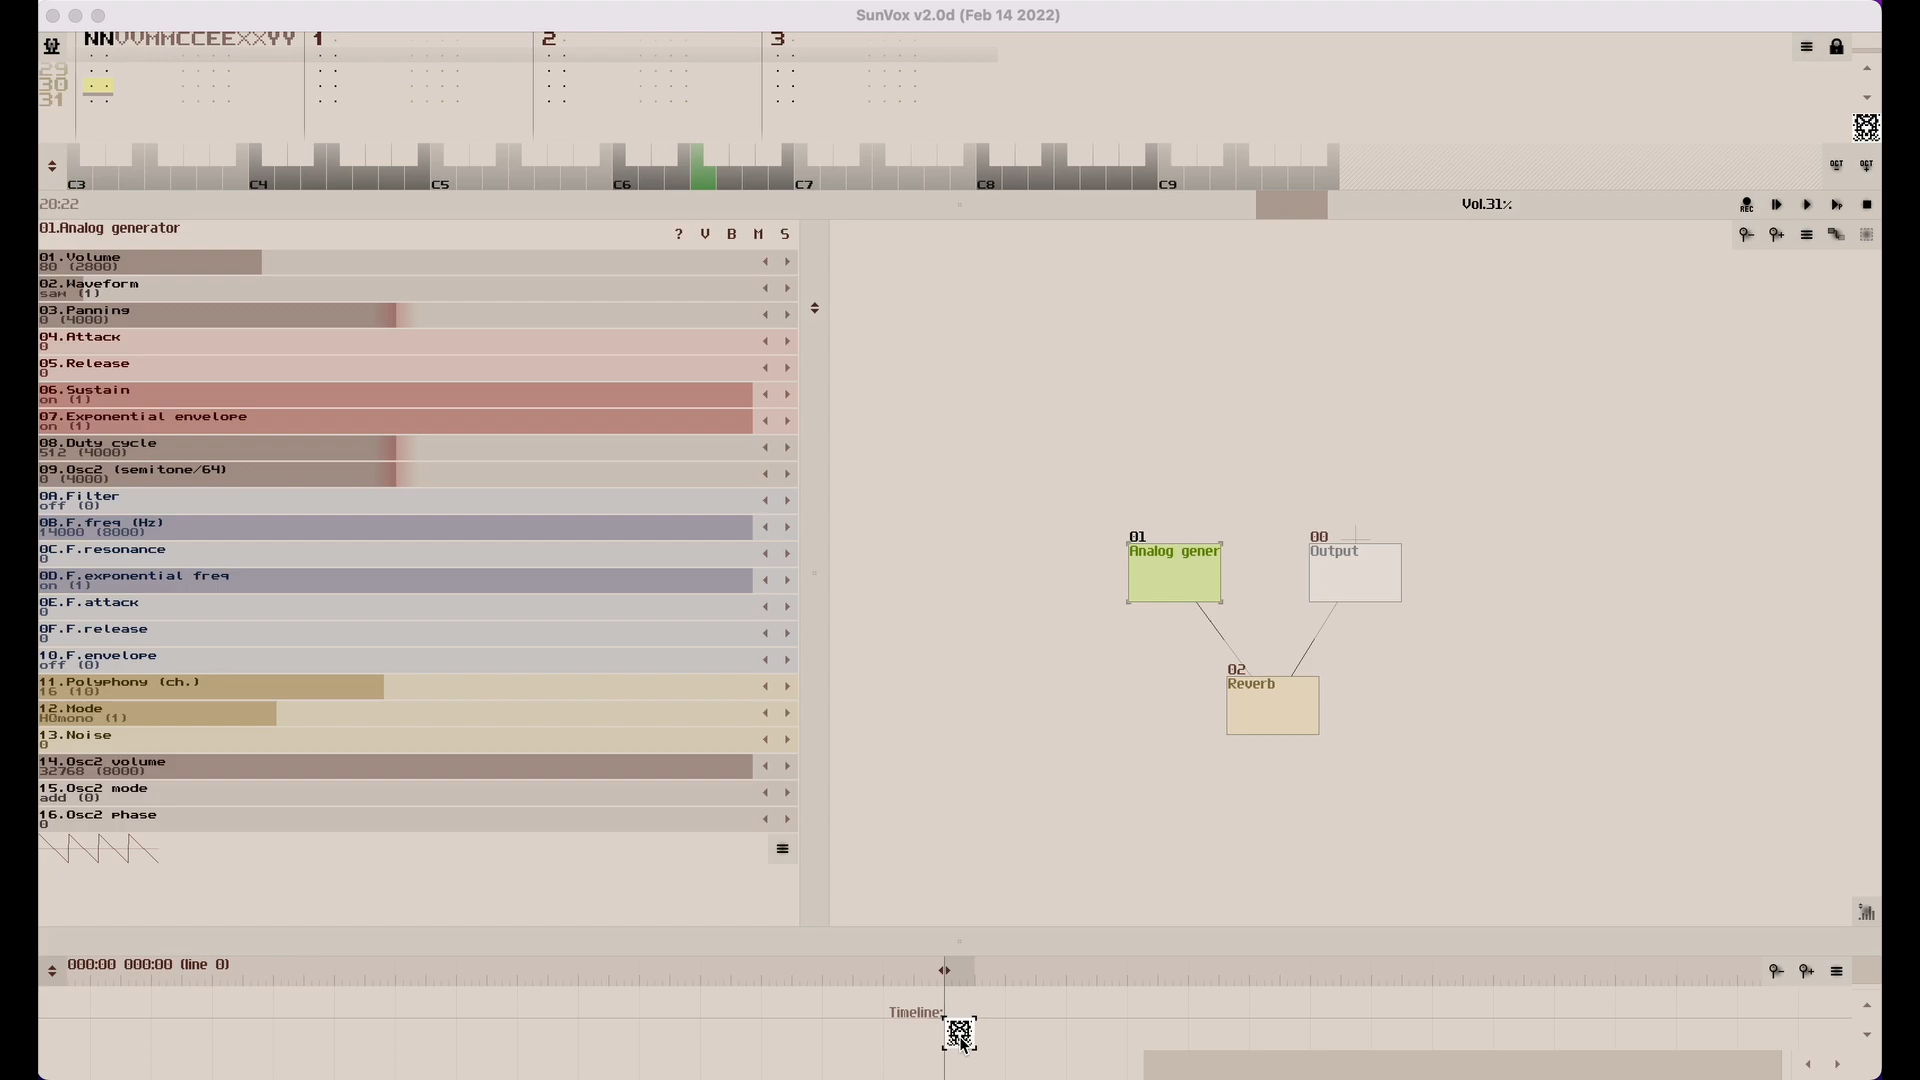 SunVox v2.0d (Feb 14 2022)
NNVVMMCCEEXXYY 1 2 3
29
30
31
C3 C4 C5 C6 C7 C8 C9
OCT OCT
20:22
Vol.31%
REC
P
01.Analog generator
? V B M S
01.Volume
80 (2800)
02.Waveform
saw (1)
03.Panning
0 (4000)
04.Attack
0
05.Release
0
06.Sustain
on (1)
07.Exponential envelope
on (1)
08.Duty cycle
512 (4000)
09.Osc2 (semitone/64)
0 (4000)
0A.Filter
off (0)
0B.F.freq (Hz)
14000 (8000)
0C.F.resonance
0
0D.F.exponential freq
on (1)
0E.F.attack
0
0F.F.release
0
10.F.envelope
off (0)
11.Polyphony (ch.)
16 (10)
12.Mode
HQmono (1)
13.Noise
0
14.Osc2 volume
32768 (8000)
15.Osc2 mode
add (0)
16.Osc2 phase
0
01
Analog gener
00
Output
02
Reverb
000:00 000:00 (line 0)
Timeline: